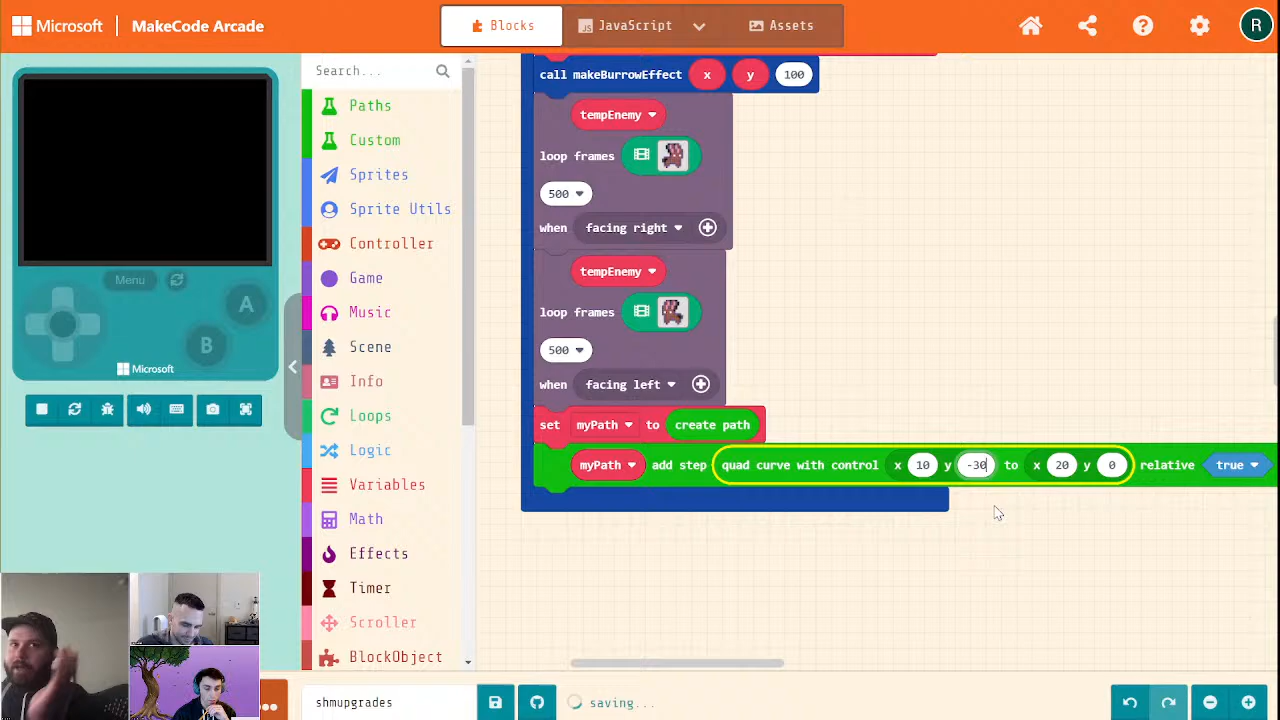 Microsoft | MakeCode Arcade
Blocks
JavaScript
Assets
R
Search...
Paths
Custom
Sprites
Sprite Utils
Controller
Game
Music
Scene
Info
Loops
Logic
Variables
Math
Effects
Timer
Scroller
BlockObject
Menu
A
B
Microsoft
call makeBurrowEffect x y 100
tempEnemy
loop frames
500
when facing right
tempEnemy
loop frames
500
when facing left
set myPath to create path
myPath add step quad curve with control x 10 y -30 to x 20 y 0 relative true
shmupgrades
saving...